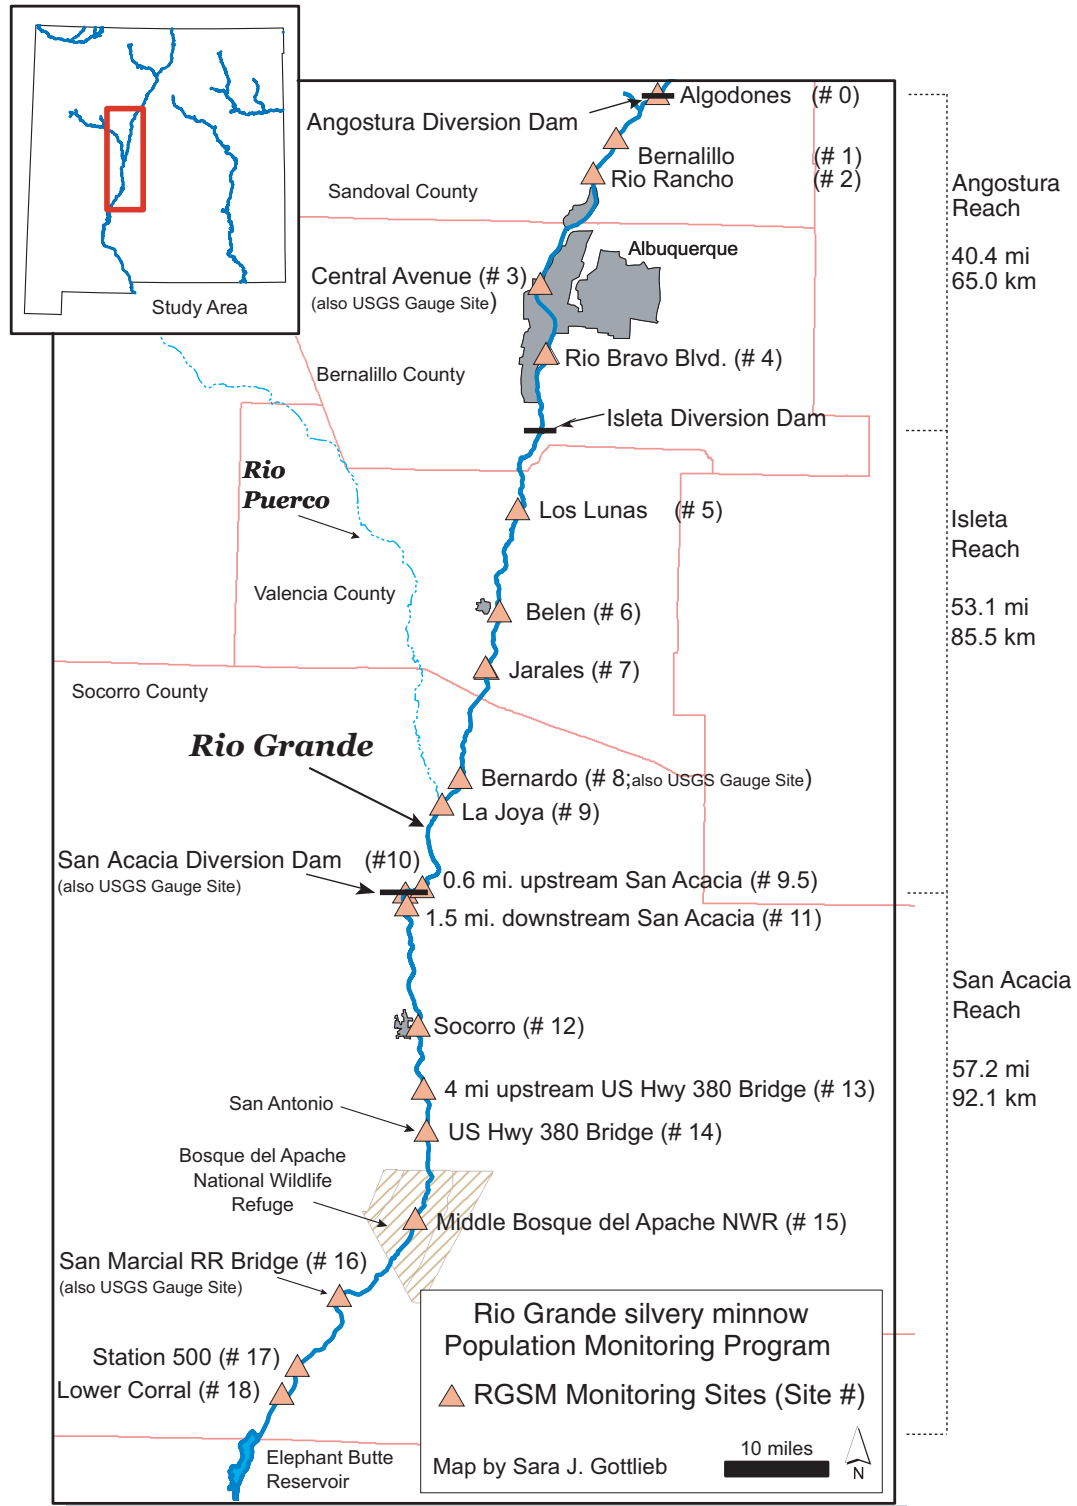 Study Area
Algodones (# 0)
Angostura Diversion Dam
Bernalillo (# 1)
Rio Rancho (# 2)
Sandoval County
Angostura
Reach
40.4 mi
65.0 km
Albuquerque
Central Avenue (# 3)
(also USGS Gauge Site)
Rio Bravo Blvd. (# 4)
Bernalillo County
Isleta Diversion Dam
Rio
Puerco
Los Lunas (# 5)
Isleta
Reach
53.1 mi
85.5 km
Valencia County
Belen (# 6)
Jarales (# 7)
Socorro County
Rio Grande
Bernardo (# 8;also USGS Gauge Site)
La Joya (# 9)
San Acacia Diversion Dam (#10)
(also USGS Gauge Site)
0.6 mi. upstream San Acacia (# 9.5)
1.5 mi. downstream San Acacia (# 11)
San Acacia
Reach
57.2 mi
92.1 km
Socorro (# 12)
4 mi upstream US Hwy 380 Bridge (# 13)
San Antonio
US Hwy 380 Bridge (# 14)
Bosque del Apache
National Wildlife
Refuge
Middle Bosque del Apache NWR (# 15)
San Marcial RR Bridge (# 16)
(also USGS Gauge Site)
Station 500 (# 17)
Lower Corral (# 18)
Elephant Butte
Reservoir
Rio Grande silvery minnow
Population Monitoring Program
RGSM Monitoring Sites (Site #)
10 miles
Map by Sara J. Gottlieb
N